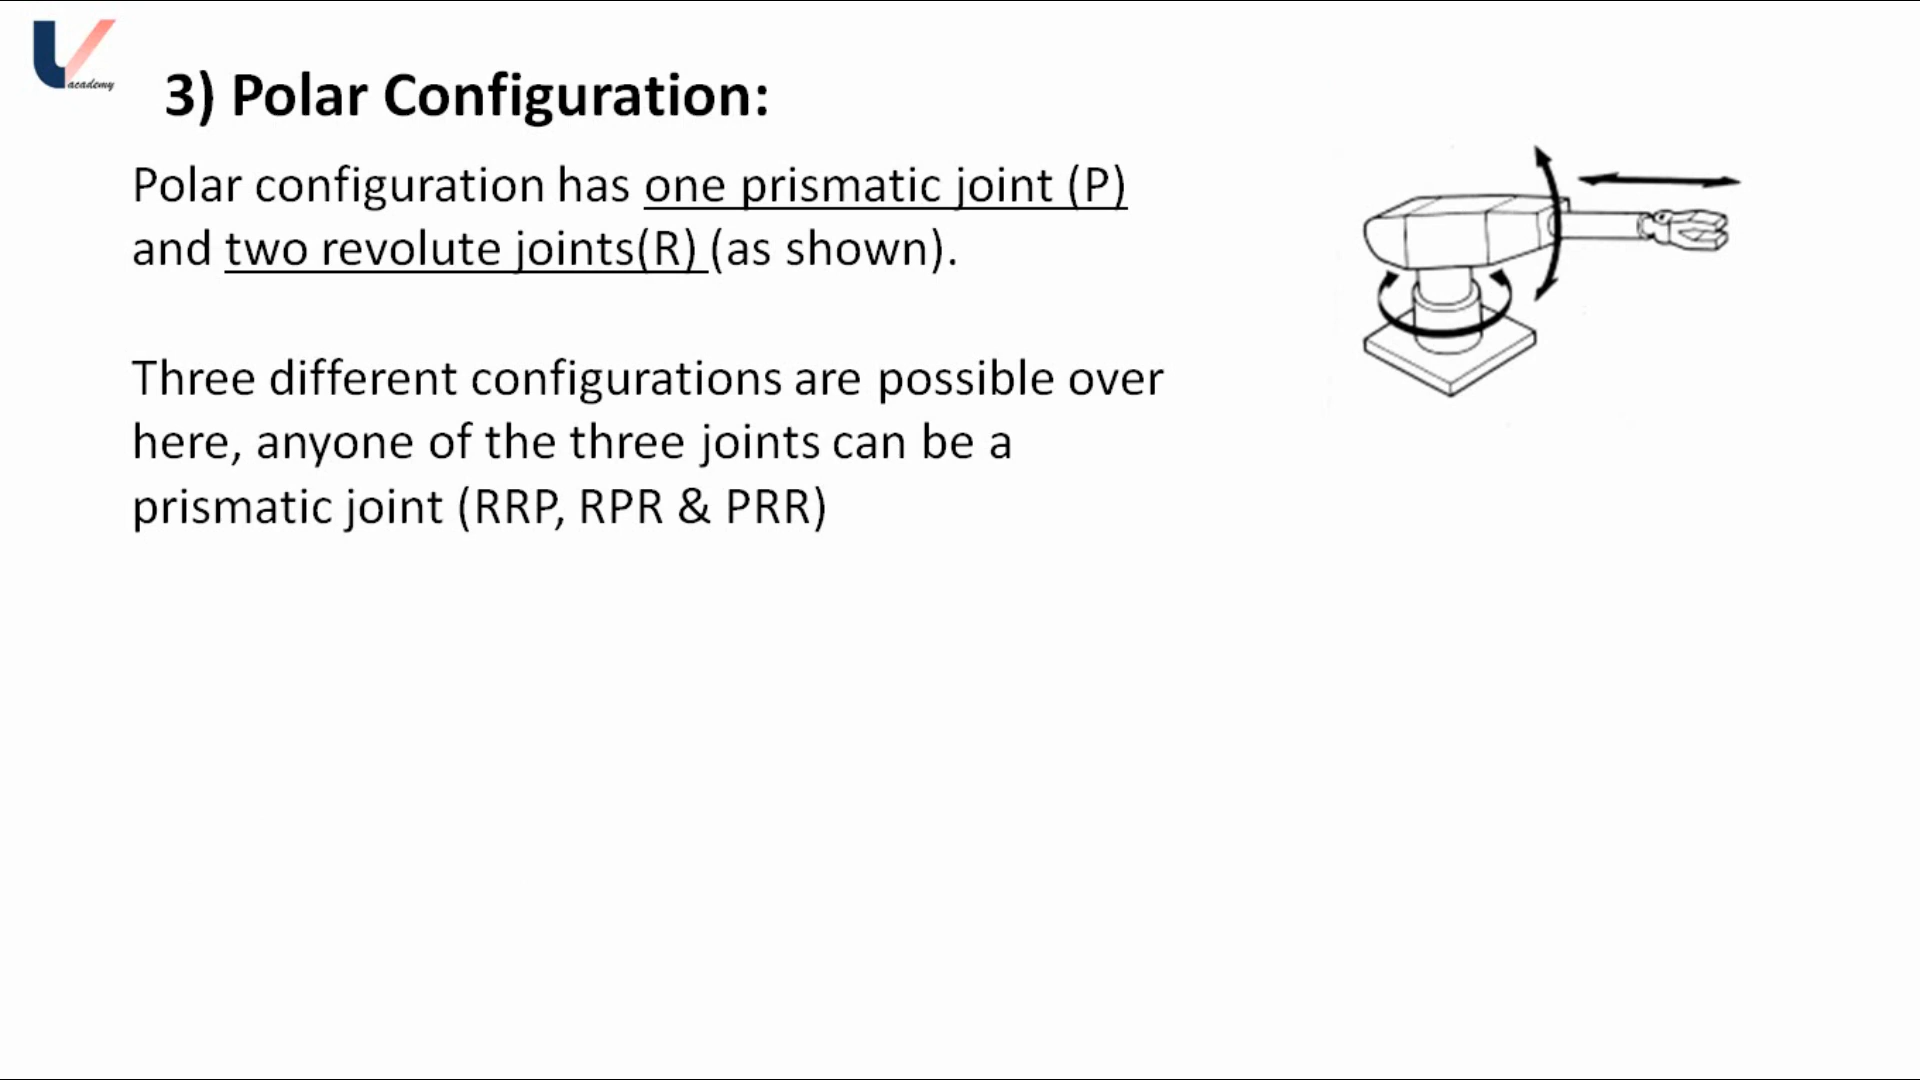 academy
3) Polar Configuration:
Polar configuration has one prismatic joint (P)
and two revolute joints(R) (as shown).
Three different configurations are possible over
here, anyone of the three joints can be a
prismatic joint (RRP, RPR & PRR)